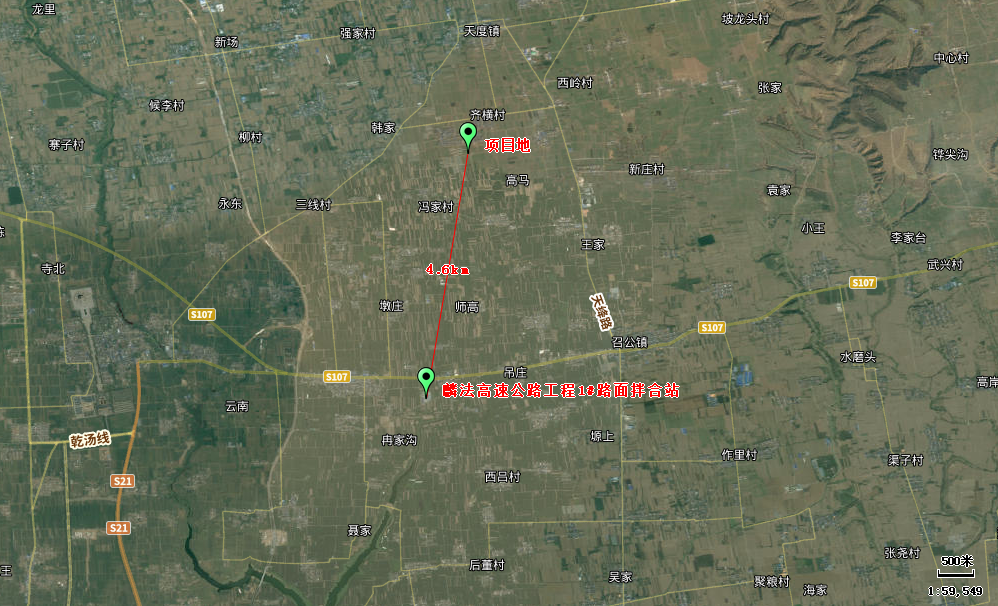 龙里
坡龙头村
强家村
天度镇
新场
中心村
西岭村
张家
候李村
齐横村
韩家
柳村
寨子村
项目地
铧尖沟
新庄村
高马
袁家
永东
三线村
冯家村
小王
李家台
王家
武兴村
寺北
4.6km
S107
墩庄
师高
天绛路
S107
S107
召公镇
水磨头
吊庄
S107
高岸
麟法高速公路工程1#路面拌合站
云南
乾汤线
冉家沟
塬上
作里村
渠子村
S21
西吕村
S21
聂家
张尧村
500米
后董村
王
吴家
聚粮村
海家
1:59,549